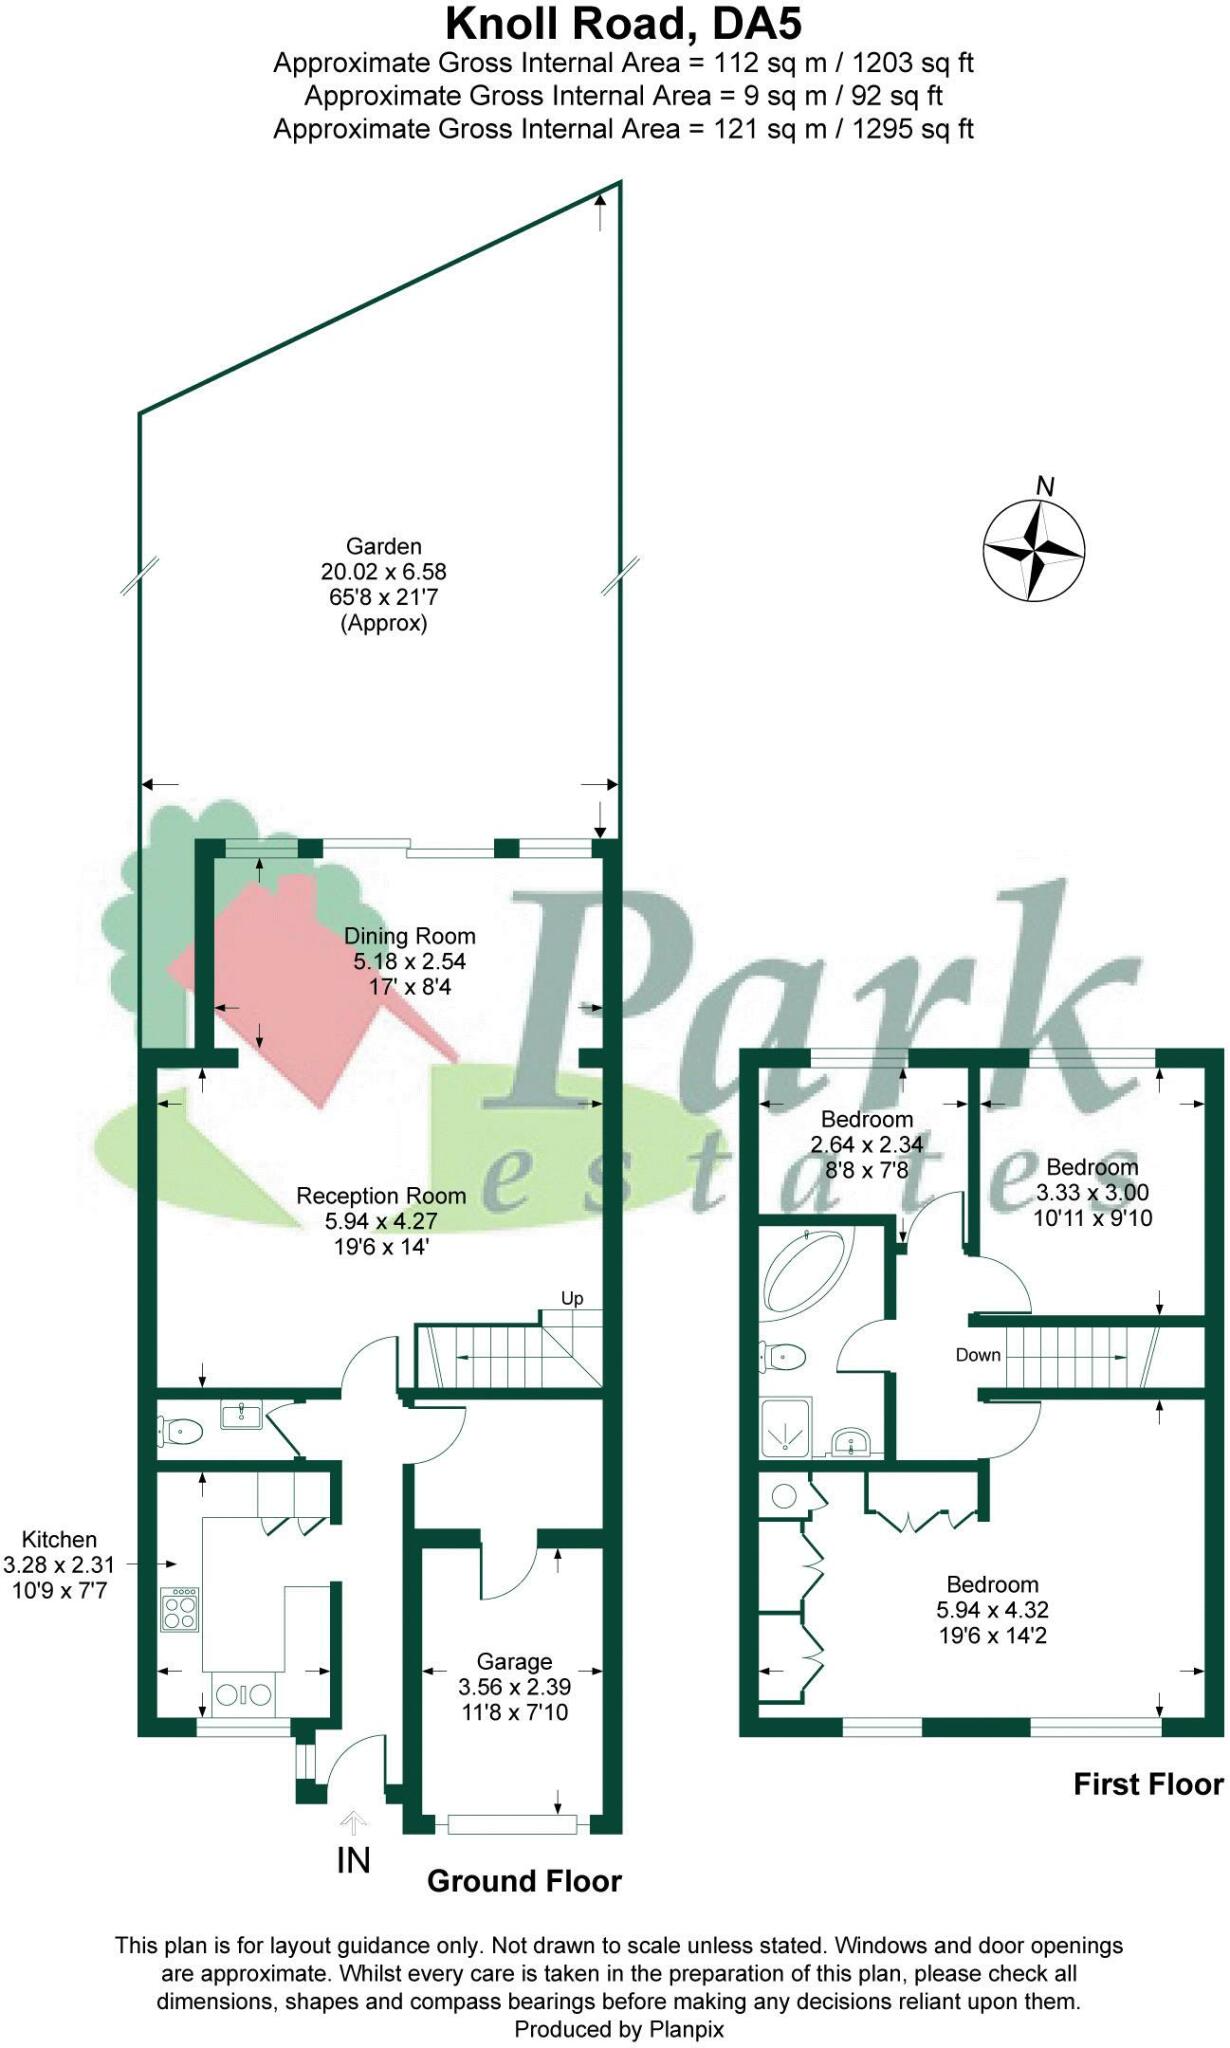 Knoll Road, DA5
Approximate Gross Internal Area = 112 sq m / 1203 sq ft
Approximate Gross Internal Area = 9 sq m / 92 sq ft
Approximate Gross Internal Area = 121 sq m / 1295 sq ft
N
Garden
20.02 x 6.58
65'8 x 21'7
(Approx)
Dining Room
5.18 x 2.54
17' x 8'4
Park
estates
Reception Room
5.94 x 4.27
19'6 x 14'
Up
Kitchen
3.28 x 2.31
10'9 x 7'7
Garage
3.56 x 2.39
11'8 x 7'10
IN
Ground Floor
Bedroom
2.64 x 2.34
8'8 x 7'8
Bedroom
3.33 x 3.00
10'11 x 9'10
Down
Bedroom
5.94 x 4.32
19'6 x 14'2
First Floor
This plan is for layout guidance only. Not drawn to scale unless stated. Windows and door openings
are approximate. Whilst every care is taken in the preparation of this plan, please check all
dimensions, shapes and compass bearings before making any decisions reliant upon them.
Produced by Planpix